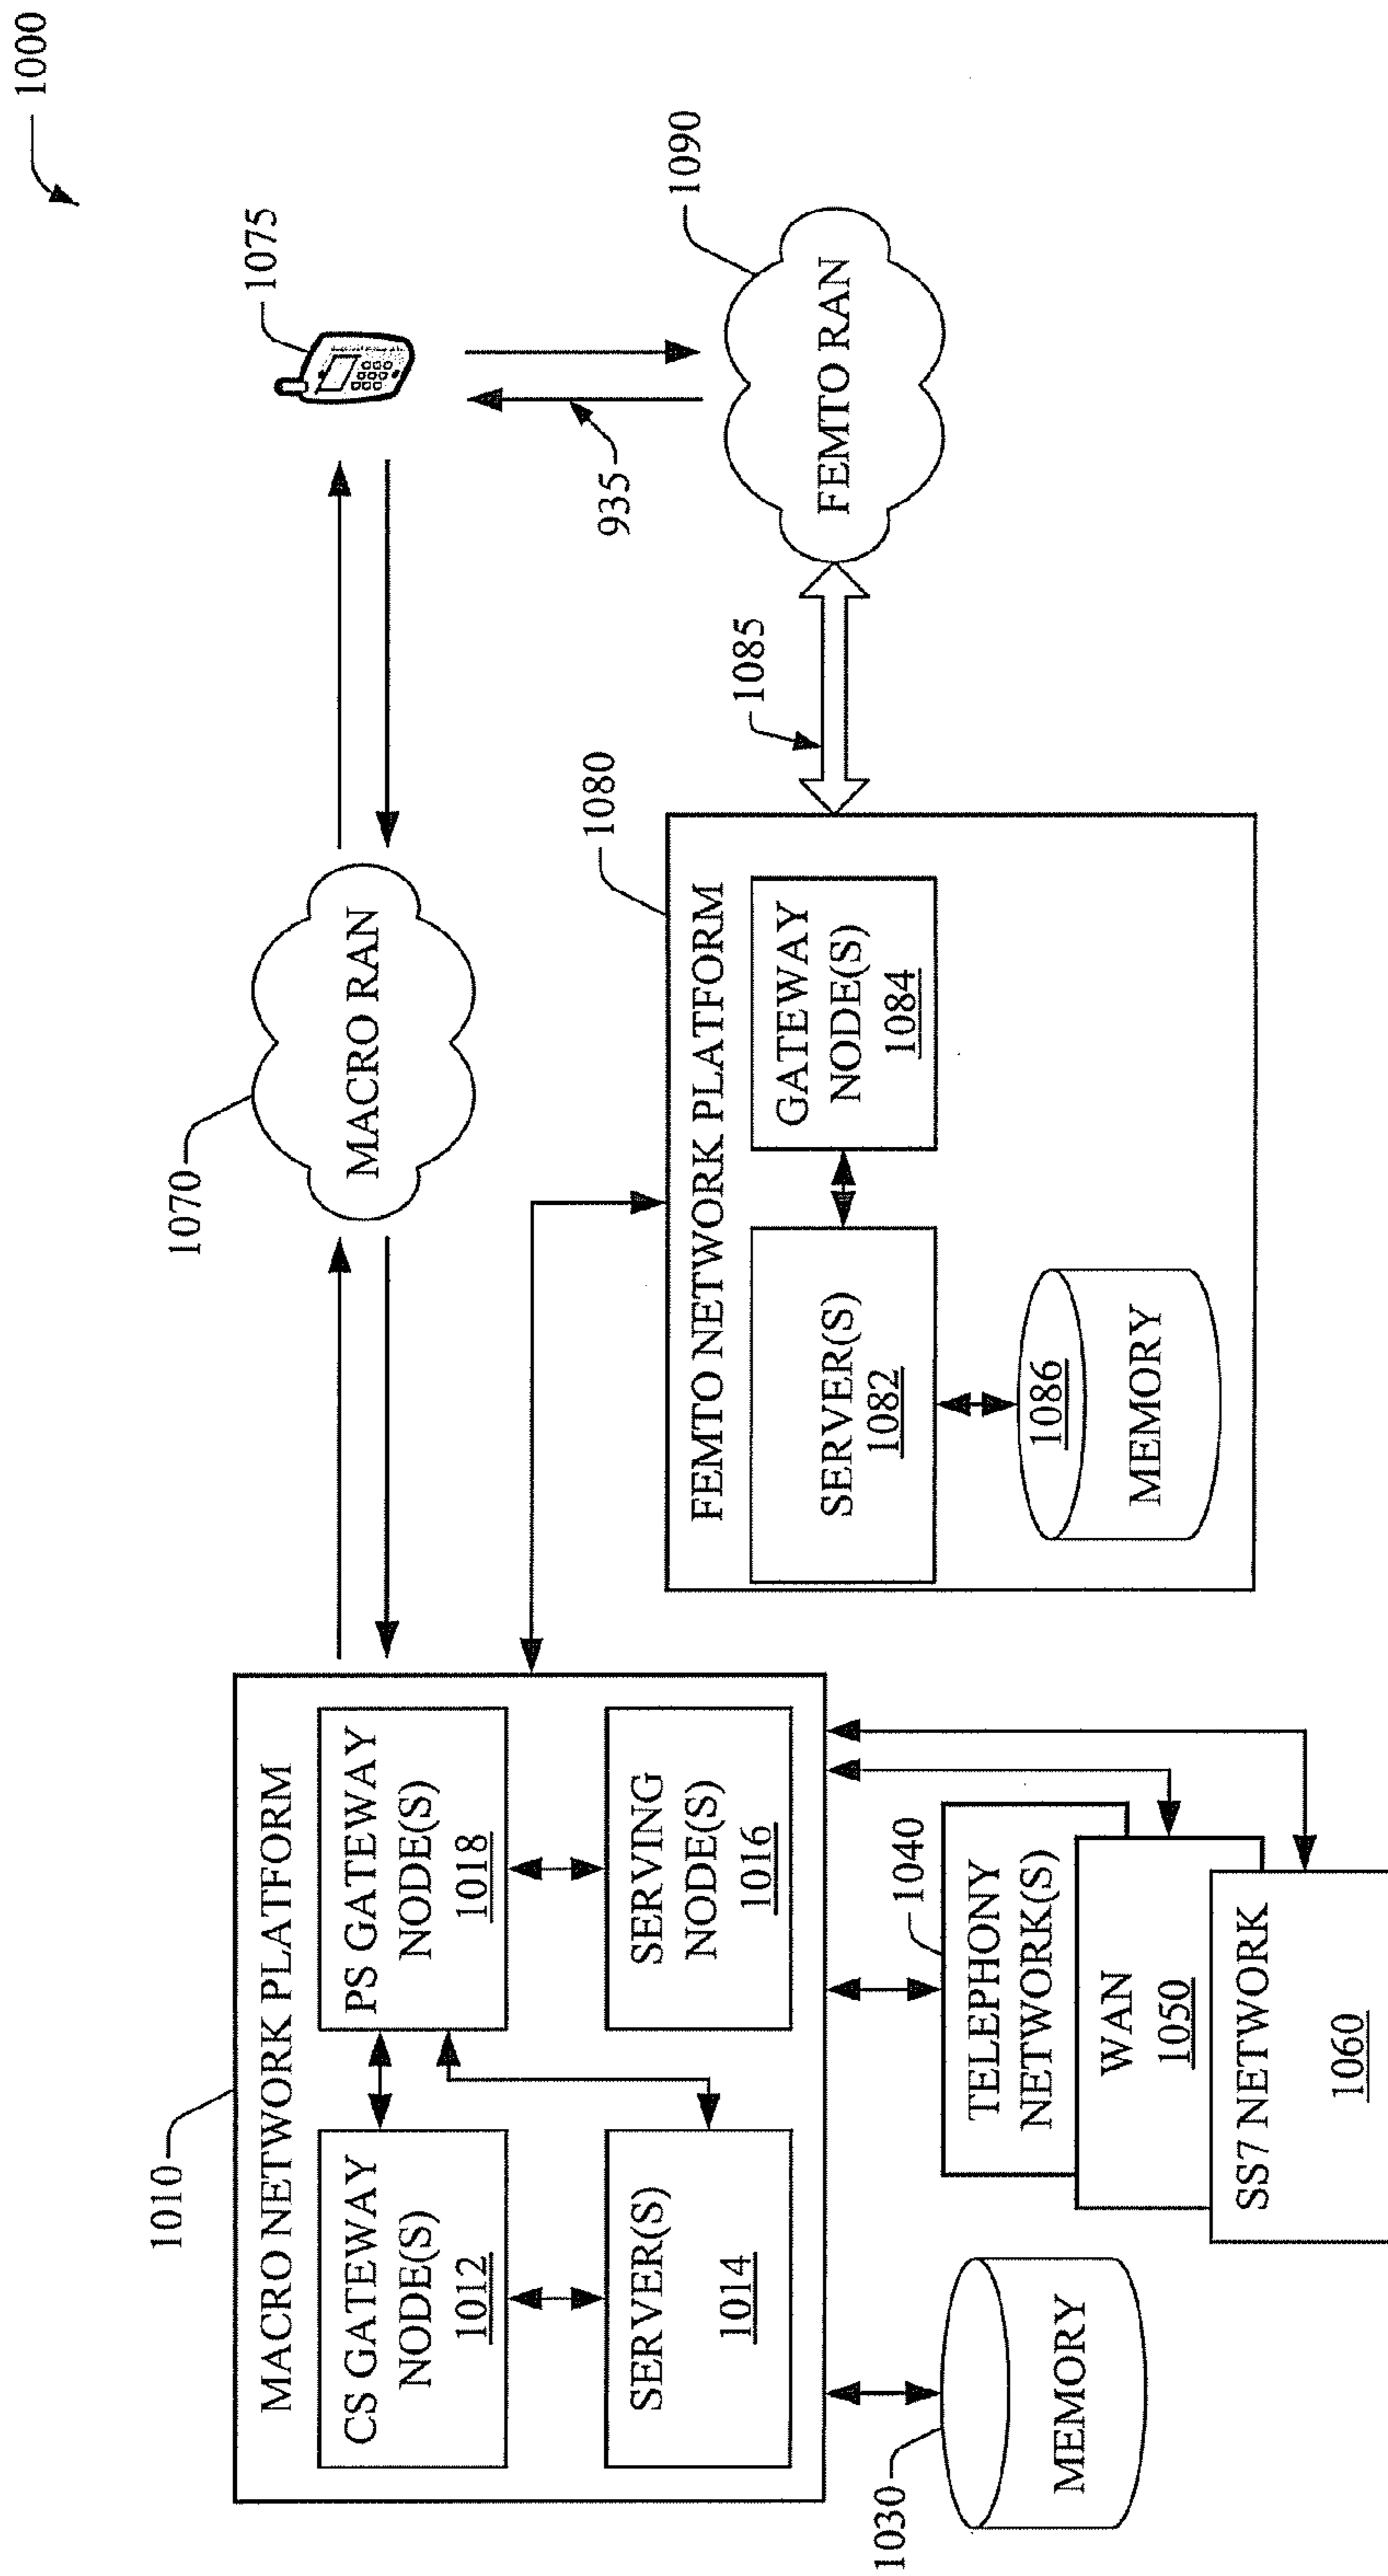 1000
1075
1070
MACRO RAN
935
1090
FEMTO RAN
1085
1010
MACRO NETWORK PLATFORM
CS GATEWAY
NODE(S)
1012
PS GATEWAY
NODE(S)
1018
SERVER(S)
1014
SERVING
NODE(S)
1016
1080
FEMTO NETWORK PLATFORM
SERVER(S)
1082
GATEWAY
NODE(S)
1084
1086
MEMORY
1030
MEMORY
1040
TELEPHONY
NETWORK(S)
WAN
1050
SS7 NETWORK
1060